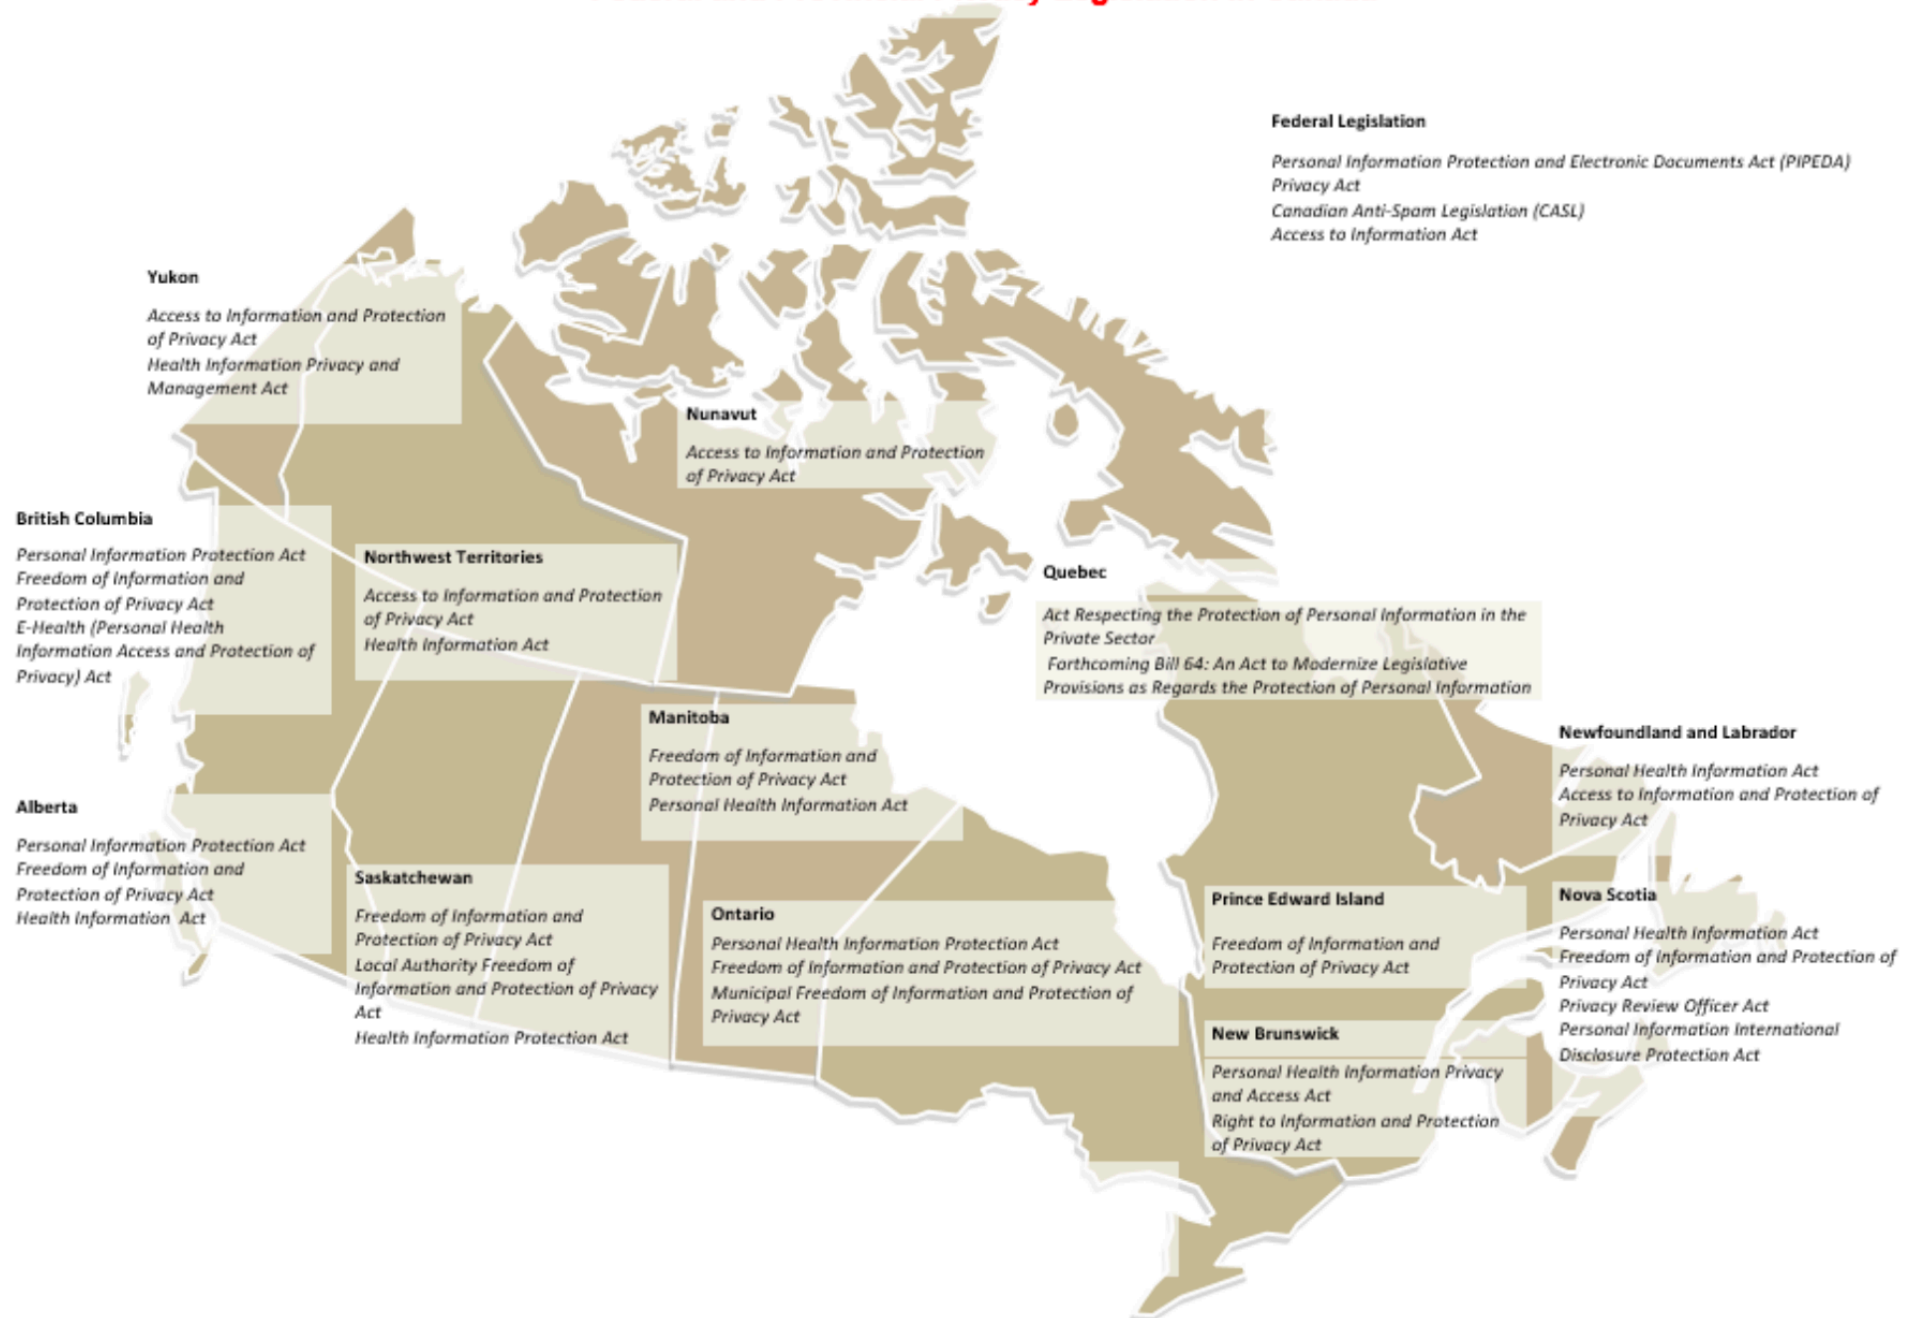 Federal Legislation
Personal Information Protection and Electronic Documents Act (PIPEDA)
Privacy Act
Canadian Anti-Spam Legislation (CASL)
Access to Information Act
Yukon
Access to Information and Protection
of Privacy Act
Health Information Privacy and
Management Act
Nunavut
Access to Information and Protection
of Privacy Act
British Columbia
Personal Information Protection Act
Freedom of Information and
Protection of Privacy Act
E-Health (Personal Health
Information Access and Protection of
Privacy) Act
Northwest Territories
Access to Information and Protection
of Privacy Act
Health Information Act
Quebec
Act Respecting the Protection of Personal Information in the
Private Sector
Forthcoming Bill 64: An Act to Modernize Legislative
Provisions as Regards the Protection of Personal Information
Manitoba
Freedom of Information and
Protection of Privacy Act
Personal Health Information Act
Newfoundland and Labrador
Personal Health Information Act
Access to Information and Protection of
Privacy Act
Alberta
Personal Information Protection Act
Freedom of Information and
Protection of Privacy Act
Health Information Act
Saskatchewan
Freedom of Information and
Protection of Privacy Act
Local Authority Freedom of
Information and Protection of Privacy
Act
Health Information Protection Act
Ontario
Personal Health Information Protection Act
Freedom of Information and Protection of Privacy Act
Municipal Freedom of Information and Protection of
Privacy Act
Prince Edward Island
Freedom of Information and
Protection of Privacy Act
Nova Scotia
Personal Health Information Act
Freedom of Information and Protection of
Privacy Act
Privacy Review Officer Act
Personal Information International
Disclosure Protection Act
New Brunswick
Personal Health Information Privacy
and Access Act
Right to Information and Protection
of Privacy Act